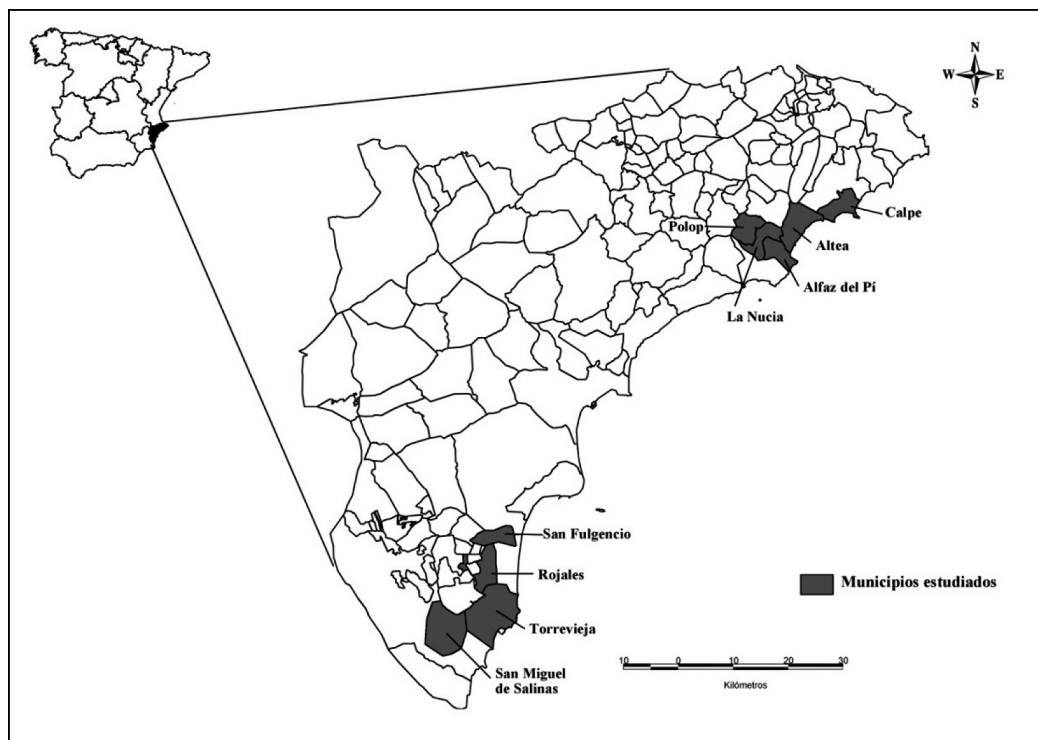 N
W E
S
Calpe
Polop
Altea
Alfaz del Pí
La Nucia
San Fulgencio
Rojales
Municipios estudiados
Torrevieja
San Miguel
de Salinas
10 0 10 20 30
Kilómetros